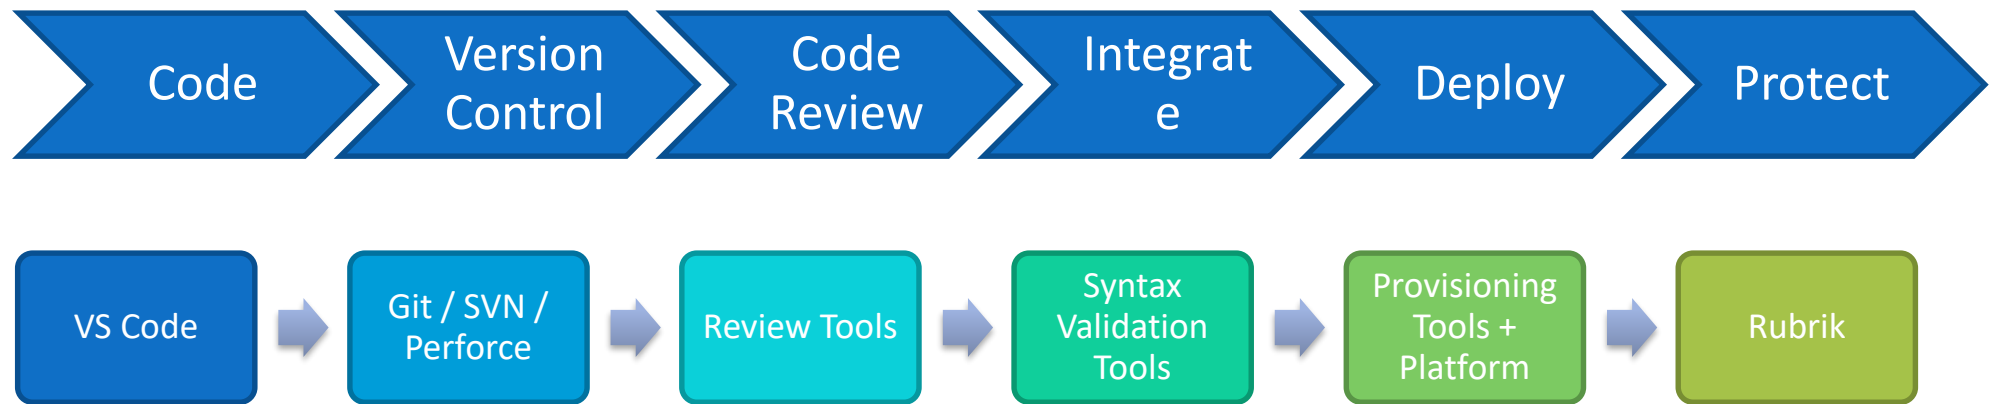 Code
Version
Control
Code
Review
Integrat
e
Deploy
Protect
VS Code
Git / SVN /
Perforce
Review Tools
Syntax
Validation
Tools
Provisioning
Tools +
Platform
Rubrik